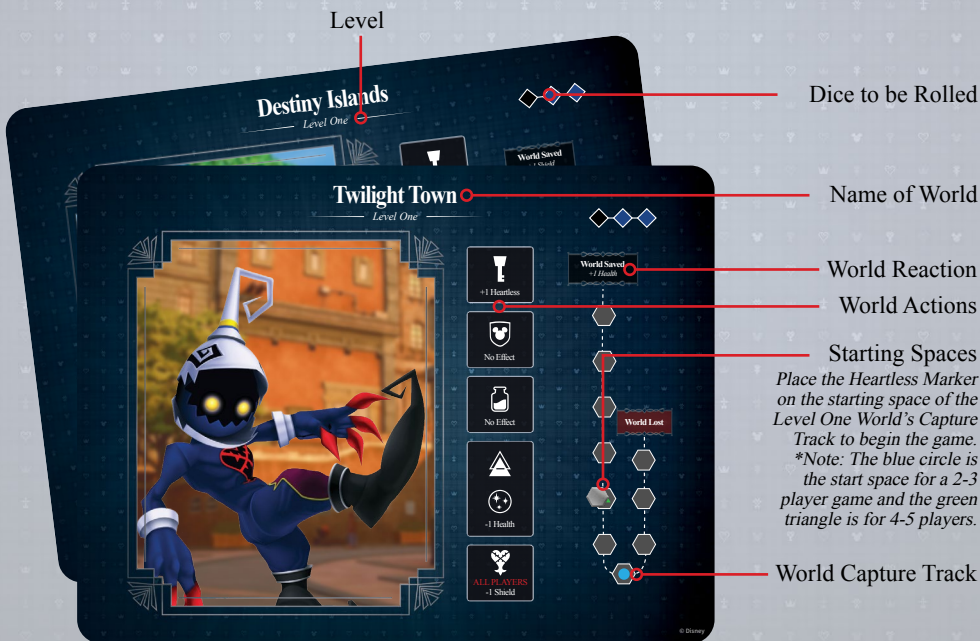 Level
Destiny Islands
Level One
World Saved
+1 Shield
Dice to be Rolled
Twilight Town
Level One
Name of World
World Saved
+1 Health
World Reaction
+1 Heartless
World Actions
No Effect
Starting Spaces
Place the Heartless Marker
on the starting space of the
Level One World's Capture
Track to begin the game.
*Note: The blue circle is
the start space for a 2-3
player game and the green
triangle is for 4-5 players.
No Effect
World Lost
-1 Health
ALL PLAYERS
-1 Shield
World Capture Track
© Disney